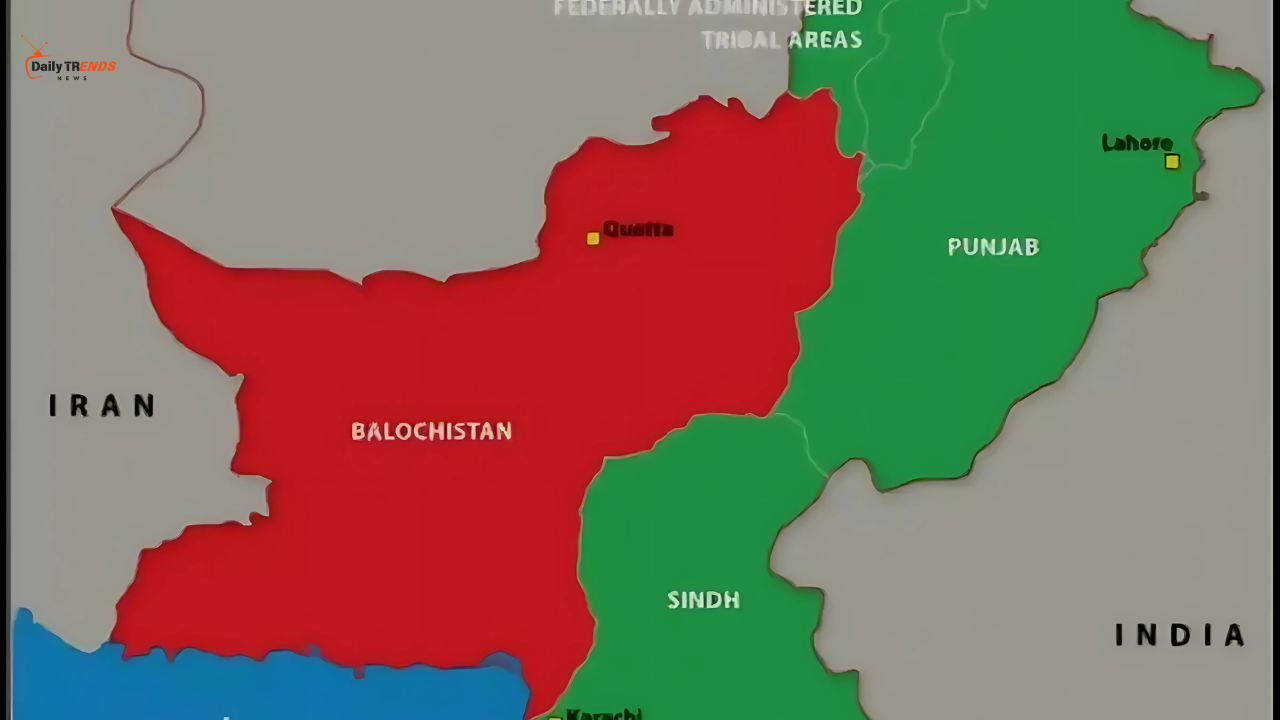 FEDERALLY ADMINISTERED
TRIBAL AREAS
Daily TRENDS
NEWS
Lahore
Quetta
PUNJAB
IRAN
BALOCHISTAN
SINDH
INDIA
Karachi